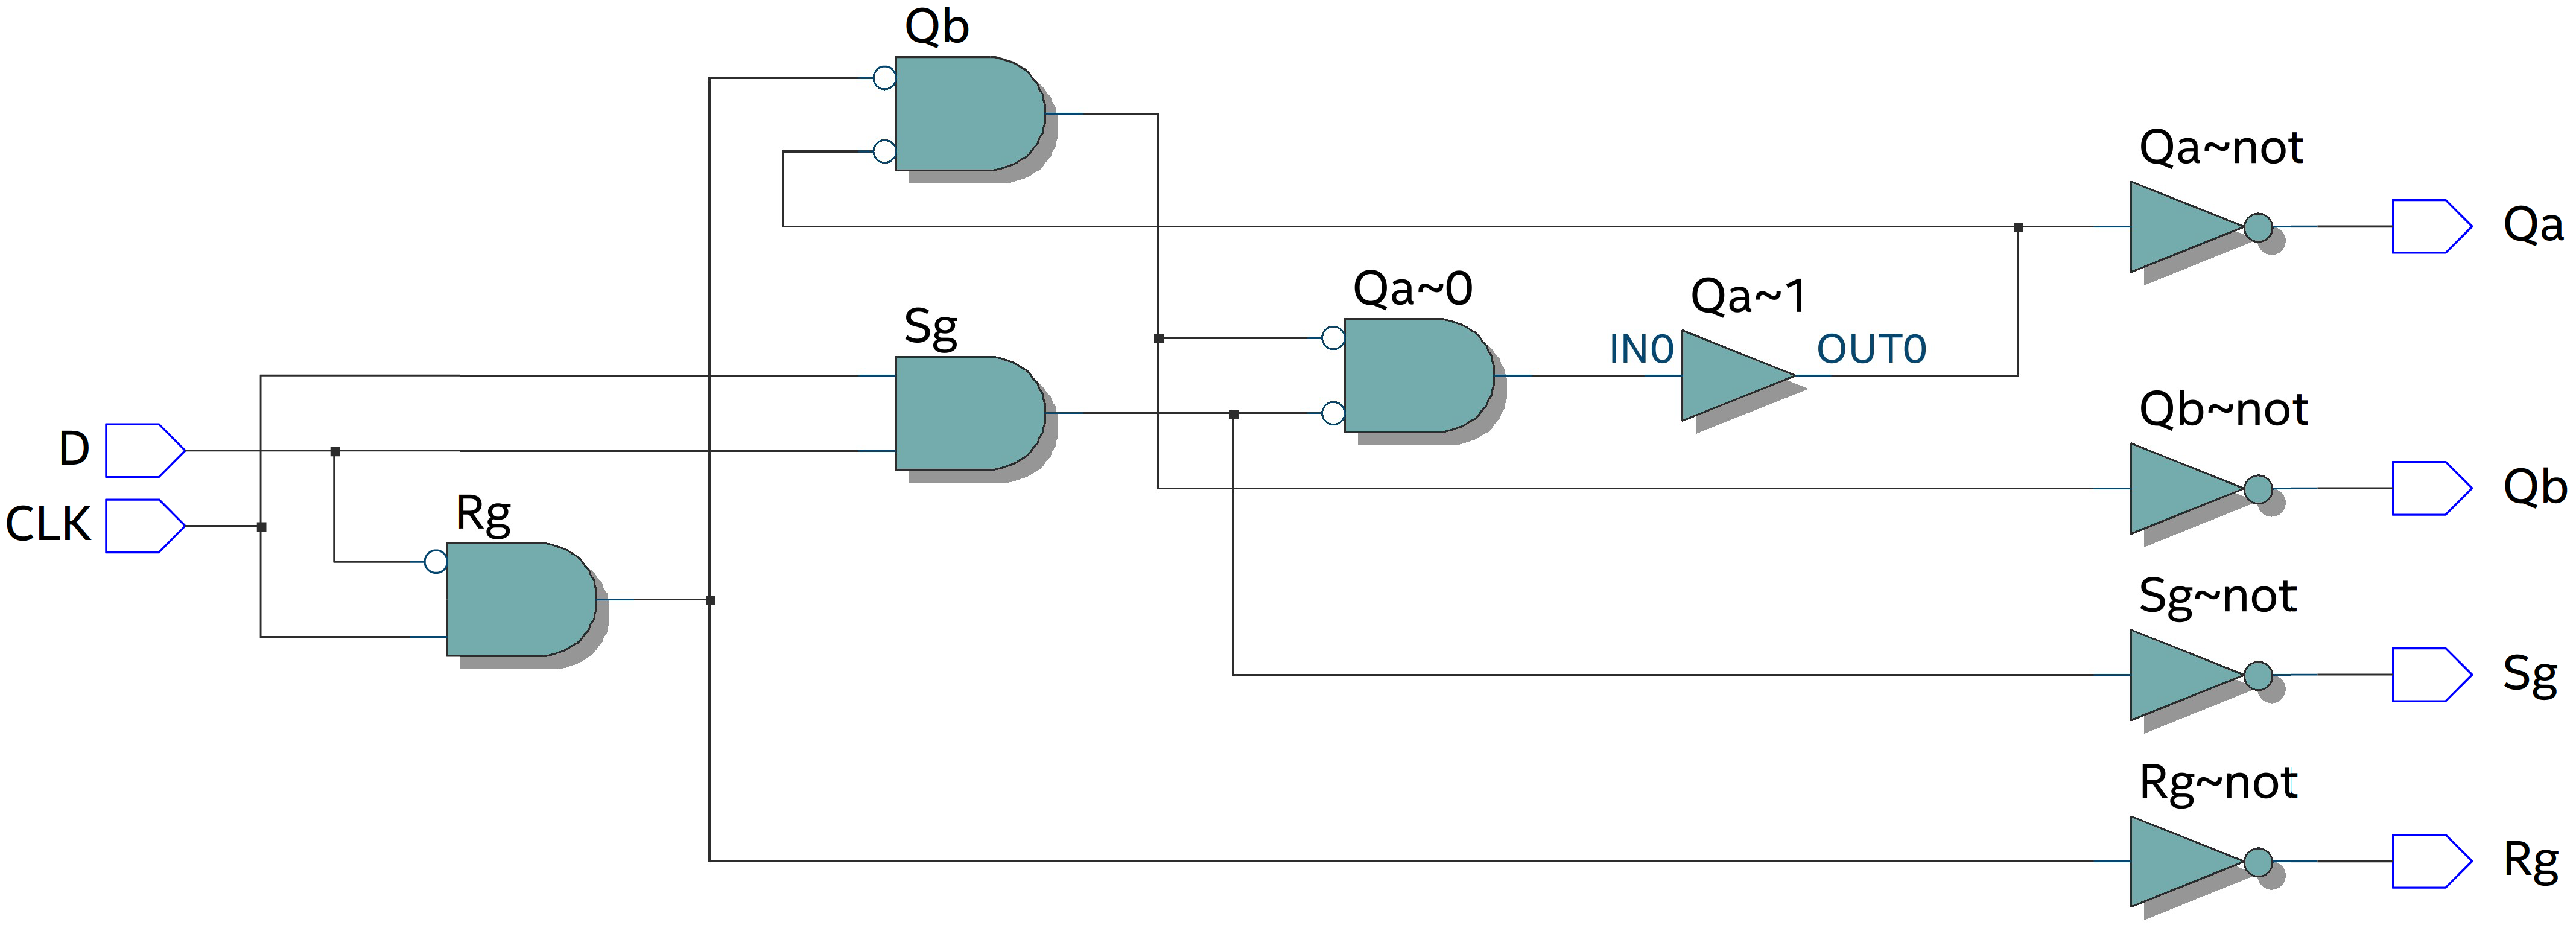 Qb
Qa~not
Qa
Qa~0
Qa~1
Sg
IN0
OUT0
Qb~not
D
Qb
Rg
CLK
Sg~not
Sg
Rg~not
Rg